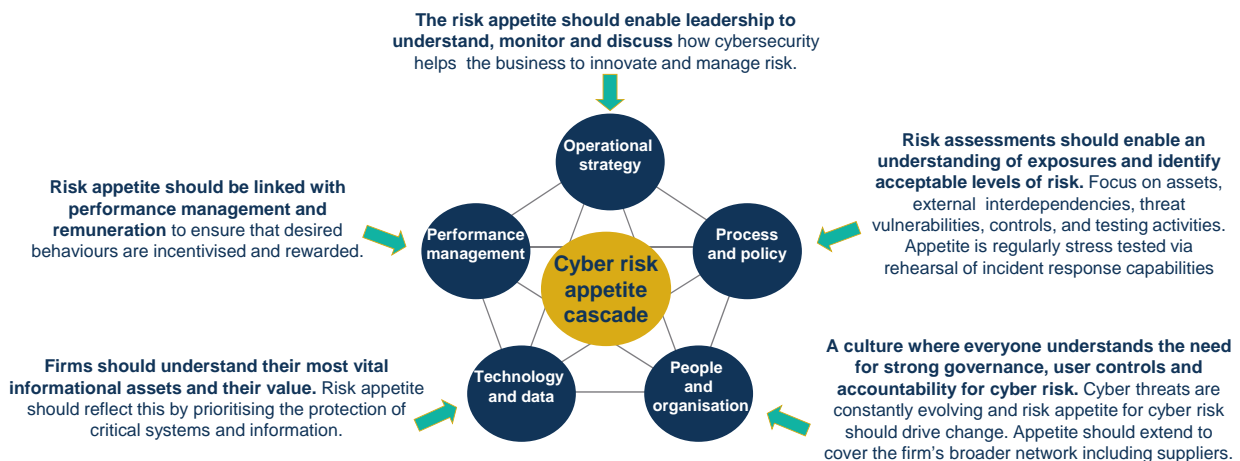 The risk appetite should enable leadership to
understand, monitor and discuss how cybersecurity
helps the business to innovate and manage risk.
Operational
strategy
Risk assessments should enable an
understanding of exposures and identify
acceptable levels of risk. Focus on assets,
external interdependencies, threat
vulnerabilities, controls, and testing activities.
Appetite is regularly stress tested via
rehearsal of incident response capabilities
Risk appetite should be linked with
performance management and
remuneration to ensure that desired
behaviours are incentivised and rewarded.
Performance
management
Process
and policy
Cyber risk
appetite
cascade
Firms should understand their most vital
informational assets and their value. Risk appetite
should reflect this by prioritising the protection of
critical systems and information.
Technology
and data
People
and
organisation
A culture where everyone understands the need
for strong governance, user controls and
accountability for cyber risk. Cyber threats are
constantly evolving and risk appetite for cyber risk
should drive change. Appetite should extend to
cover the firm's broader network including suppliers.